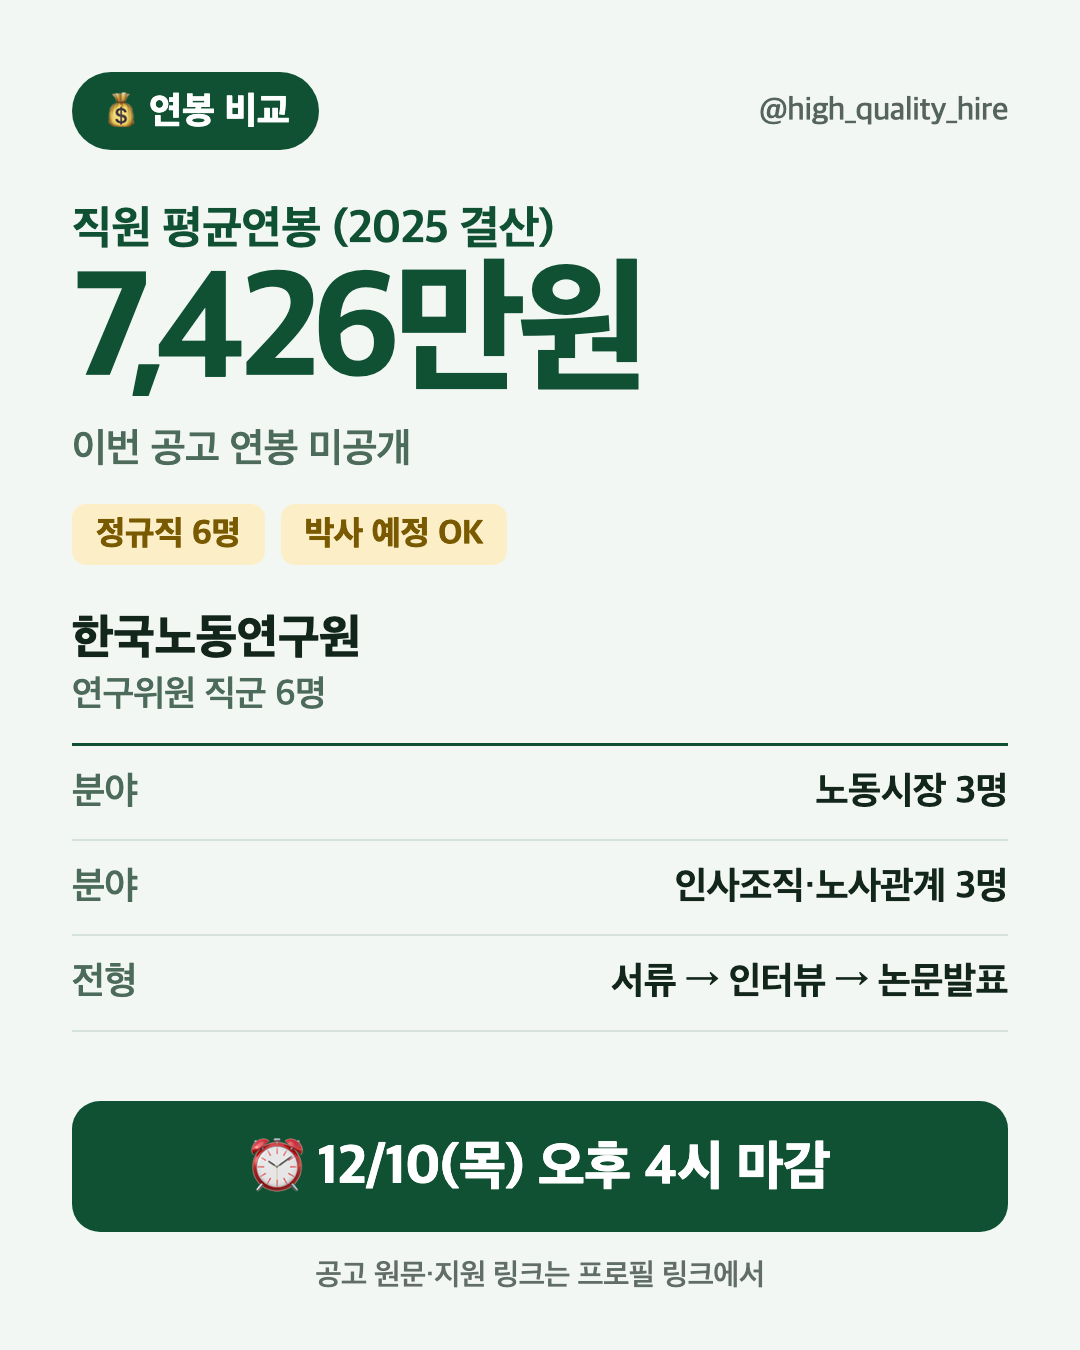 💰 연봉 비교
@high_quality_hire
직원 평균연봉 (2025 결산)
7,426만원
이번 공고 연봉 미공개
정규직 6명
박사 예정 OK
한국노동연구원
연구위원 직군 6명
분야 노동시장 3명
분야 인사조직·노사관계 3명
전형 서류 → 인터뷰 → 논문발표
⏰ 12/10(목) 오후 4시 마감
공고 원문·지원 링크는 프로필 링크에서